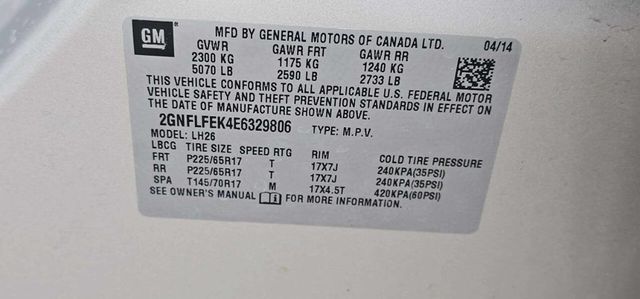 GM
MFD BY GENERAL MOTORS OF CANADA LTD. 04/14
GVWR GAWR FRT GAWR RR
2300 KG 1175 KG 1240 KG
5070 LB 2590 LB 2733 LB
THIS VEHICLE CONFORMS TO ALL APPLICABLE U.S. FEDERAL MOTOR
VEHICLE SAFETY AND THEFT PREVENTION STANDARDS IN EFFECT ON
THE DATE OF MANUFACTURE SHOWN ABOVE.
2GNFLFEK4E6329806 TYPE: M.P.V.
MODEL: LH26
LBCG TIRE SIZE SPEED RTG RIM COLD TIRE PRESSURE
FRT P225/65R17 T 17X7J 240KPA(35PSI)
RR P225/65R17 T 17X7J 240KPA(35PSI)
SPA T145/70R17 M 17X4.5T 420KPA(60PSI)
SEE OWNER'S MANUAL FOR MORE INFORMATION.